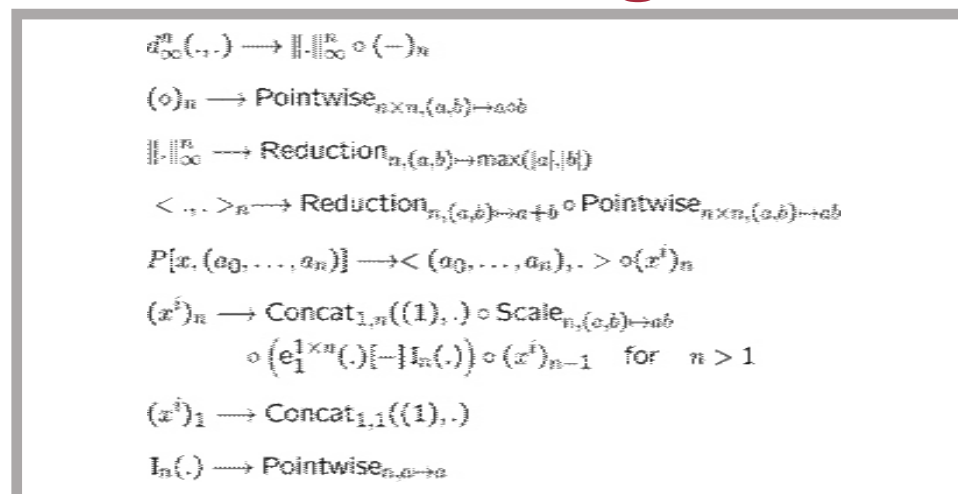 d^n_∞(.,.) ⟶ ‖.‖^n_∞ ∘ (−)_n
(⋄)_n ⟶ Pointwise_{n×n,(a,b)↦a⋄b}
‖.‖^n_∞ ⟶ Reduction_{n,(a,b)↦max(|a|,|b|)}
< .,. >_n ⟶ Reduction_{n,(a,b)↦a+b} ∘ Pointwise_{n×n,(a,b)↦ab}
P[x,(a_0,...,a_n)] ⟶ < (a_0,...,a_n),. > ∘(x^i)_n
(x^i)_n ⟶ Concat_{1,n}((1),.) ∘ Scale_{n,(a,b)↦ab}
∘ (e_1^{1×n}(.)[−]I_n(.)) ∘ (x^i)_{n−1} for n > 1
(x^i)_1 ⟶ Concat_{1,1}((1),.)
I_n(.) ⟶ Pointwise_{n,a↦a}